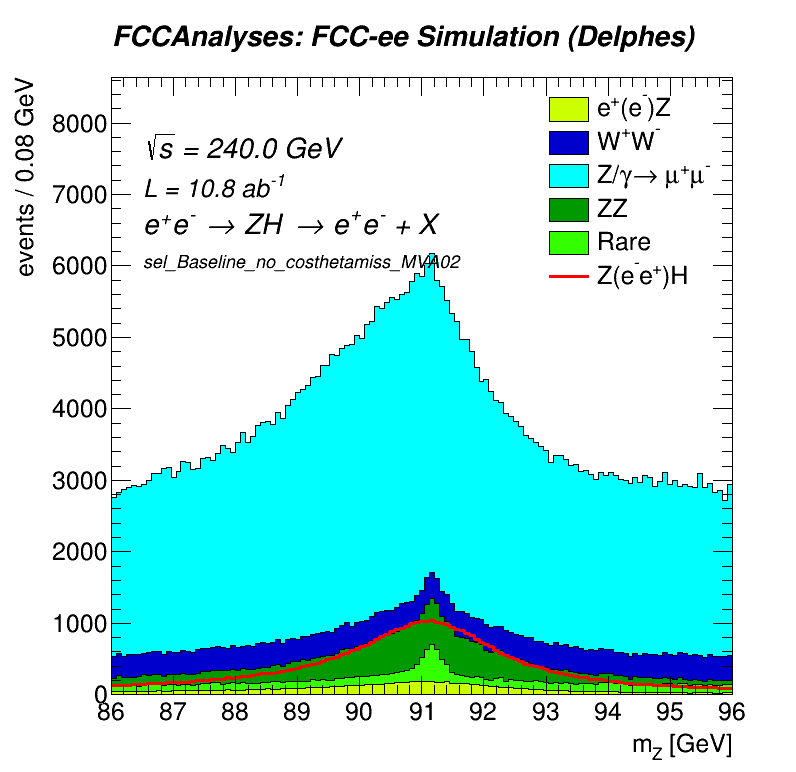 FCCAnalyses: FCC-ee Simulation (Delphes)
events / 0.08 GeV
√s = 240.0 GeV
L = 10.8 ab⁻¹
e⁺e⁻ → ZH → e⁺e⁻ + X
sel_Baseline_no_costhetamiss_MVA02
e⁺(e⁻)Z
W⁺W⁻
Z/γ→ μ⁺μ⁻
ZZ
Rare
Z(e⁻e⁺)H
8000
7000
6000
5000
4000
3000
2000
1000
0
86 87 88 89 90 91 92 93 94 95 96
m_Z [GeV]